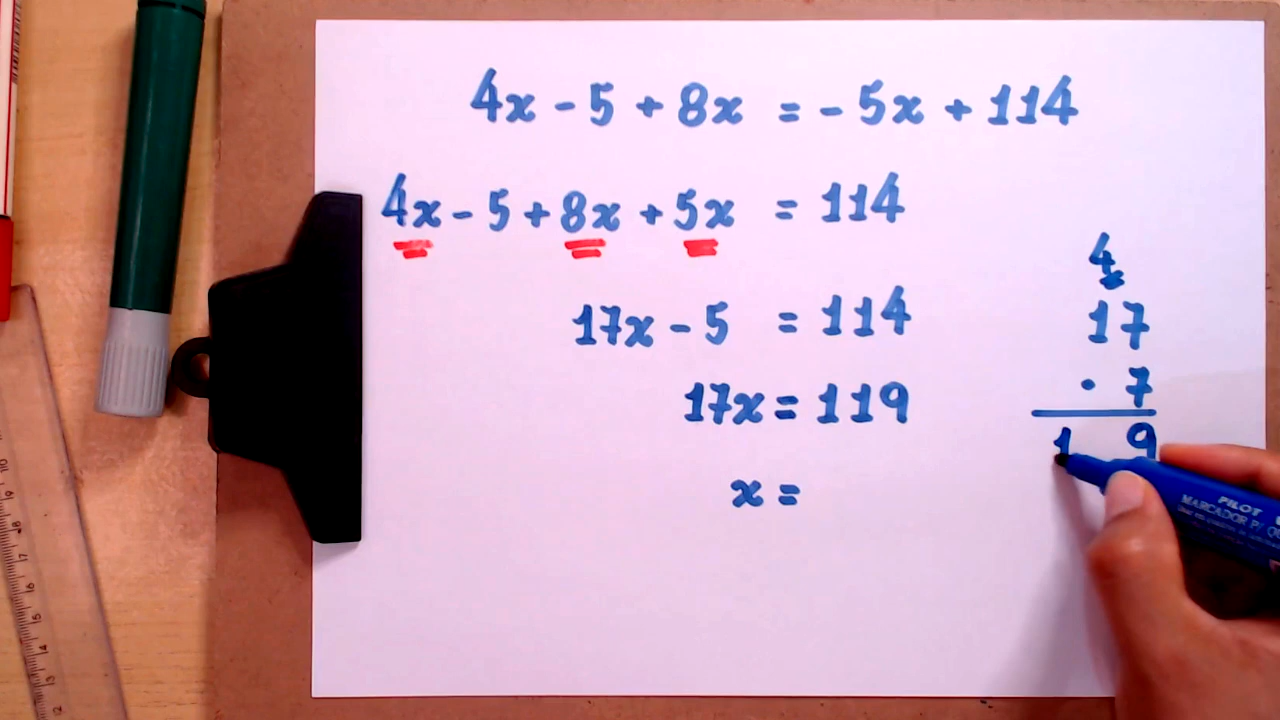 4x - 5 + 8x = - 5x + 114
4x - 5 + 8x + 5x = 114
17x - 5 = 114
17x = 119
x =
4
17
· 7
1 9
PILOT
MARCADOR P/